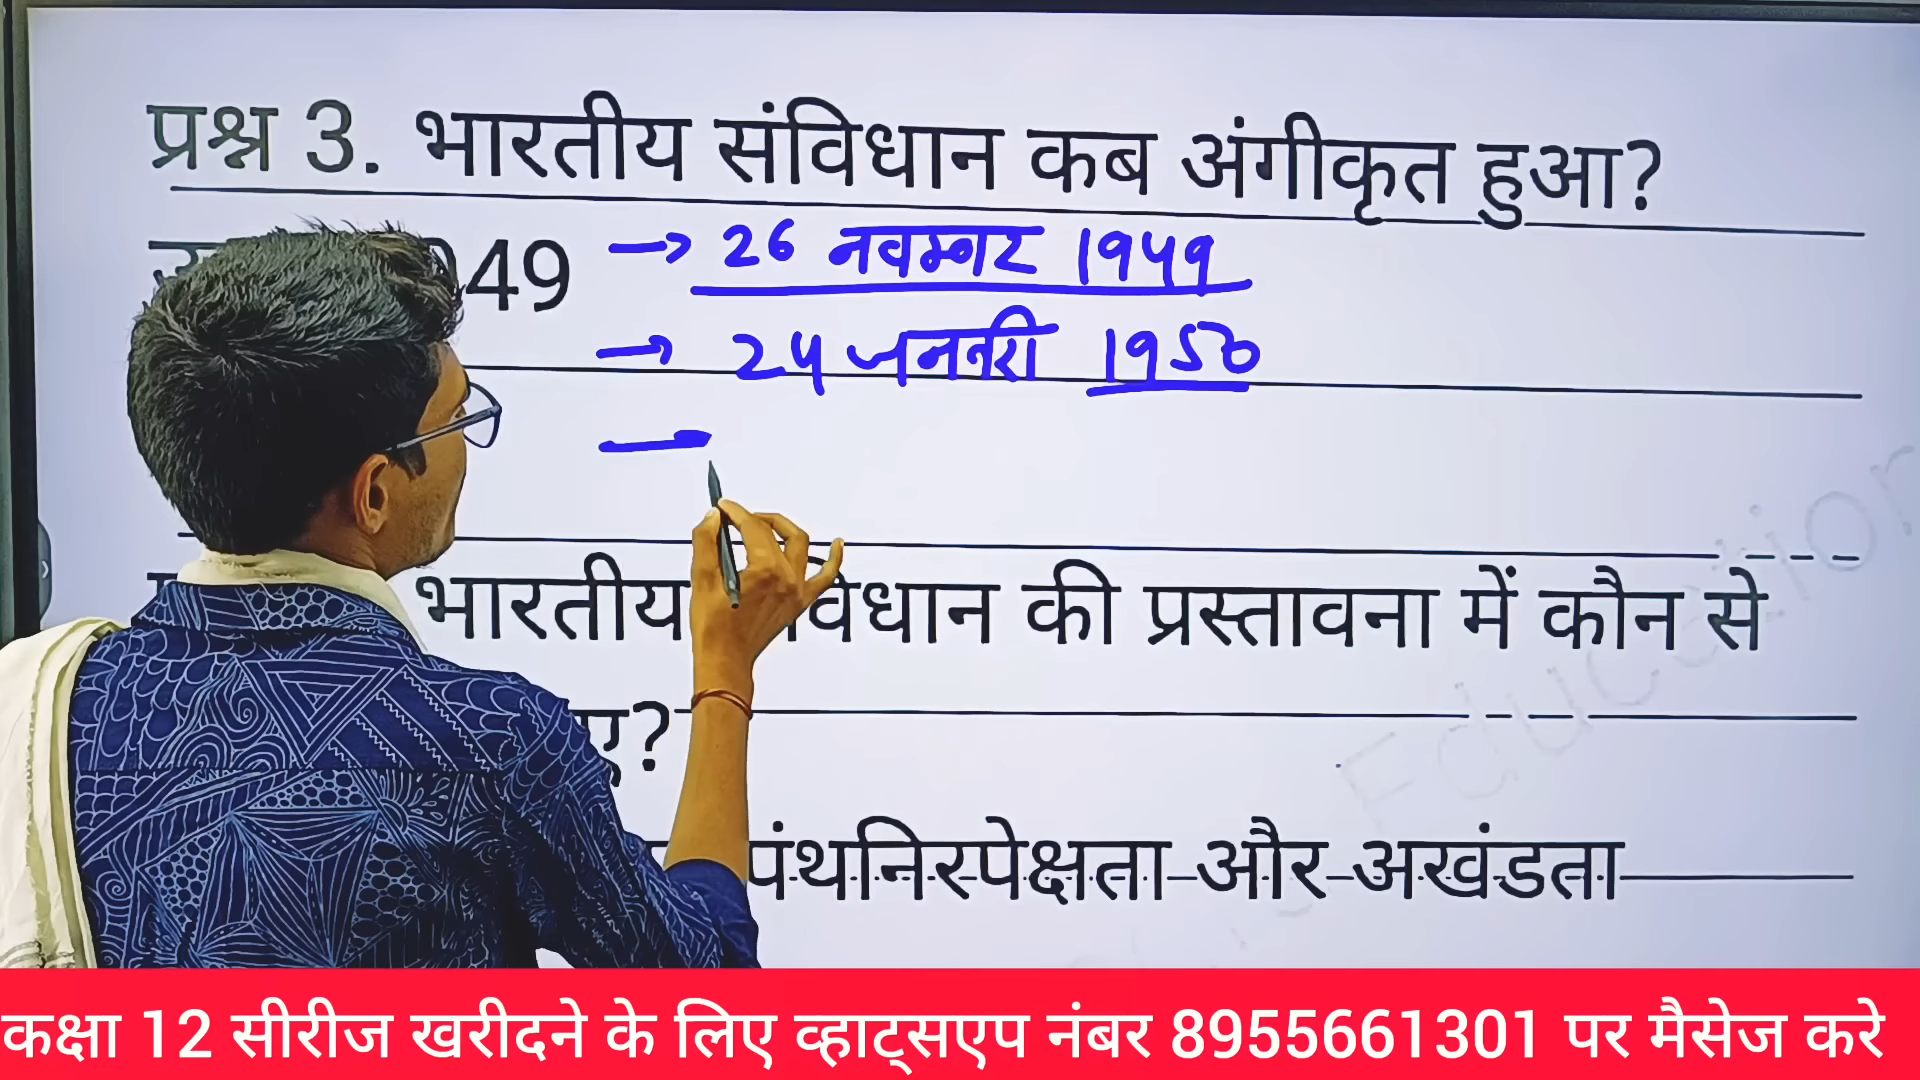 प्रश्न 3. भारतीय संविधान कब अंगीकृत हुआ?
→ 26 नवम्बर 1949
→ 24 जनवरी 1950
भारतीय संविधान की प्रस्तावना में कौन से
पंथनिरपेक्षता और अखंडता
Education
कक्षा 12 सीरीज खरीदने के लिए व्हाट्सएप नंबर 8955661301 पर मैसेज करे